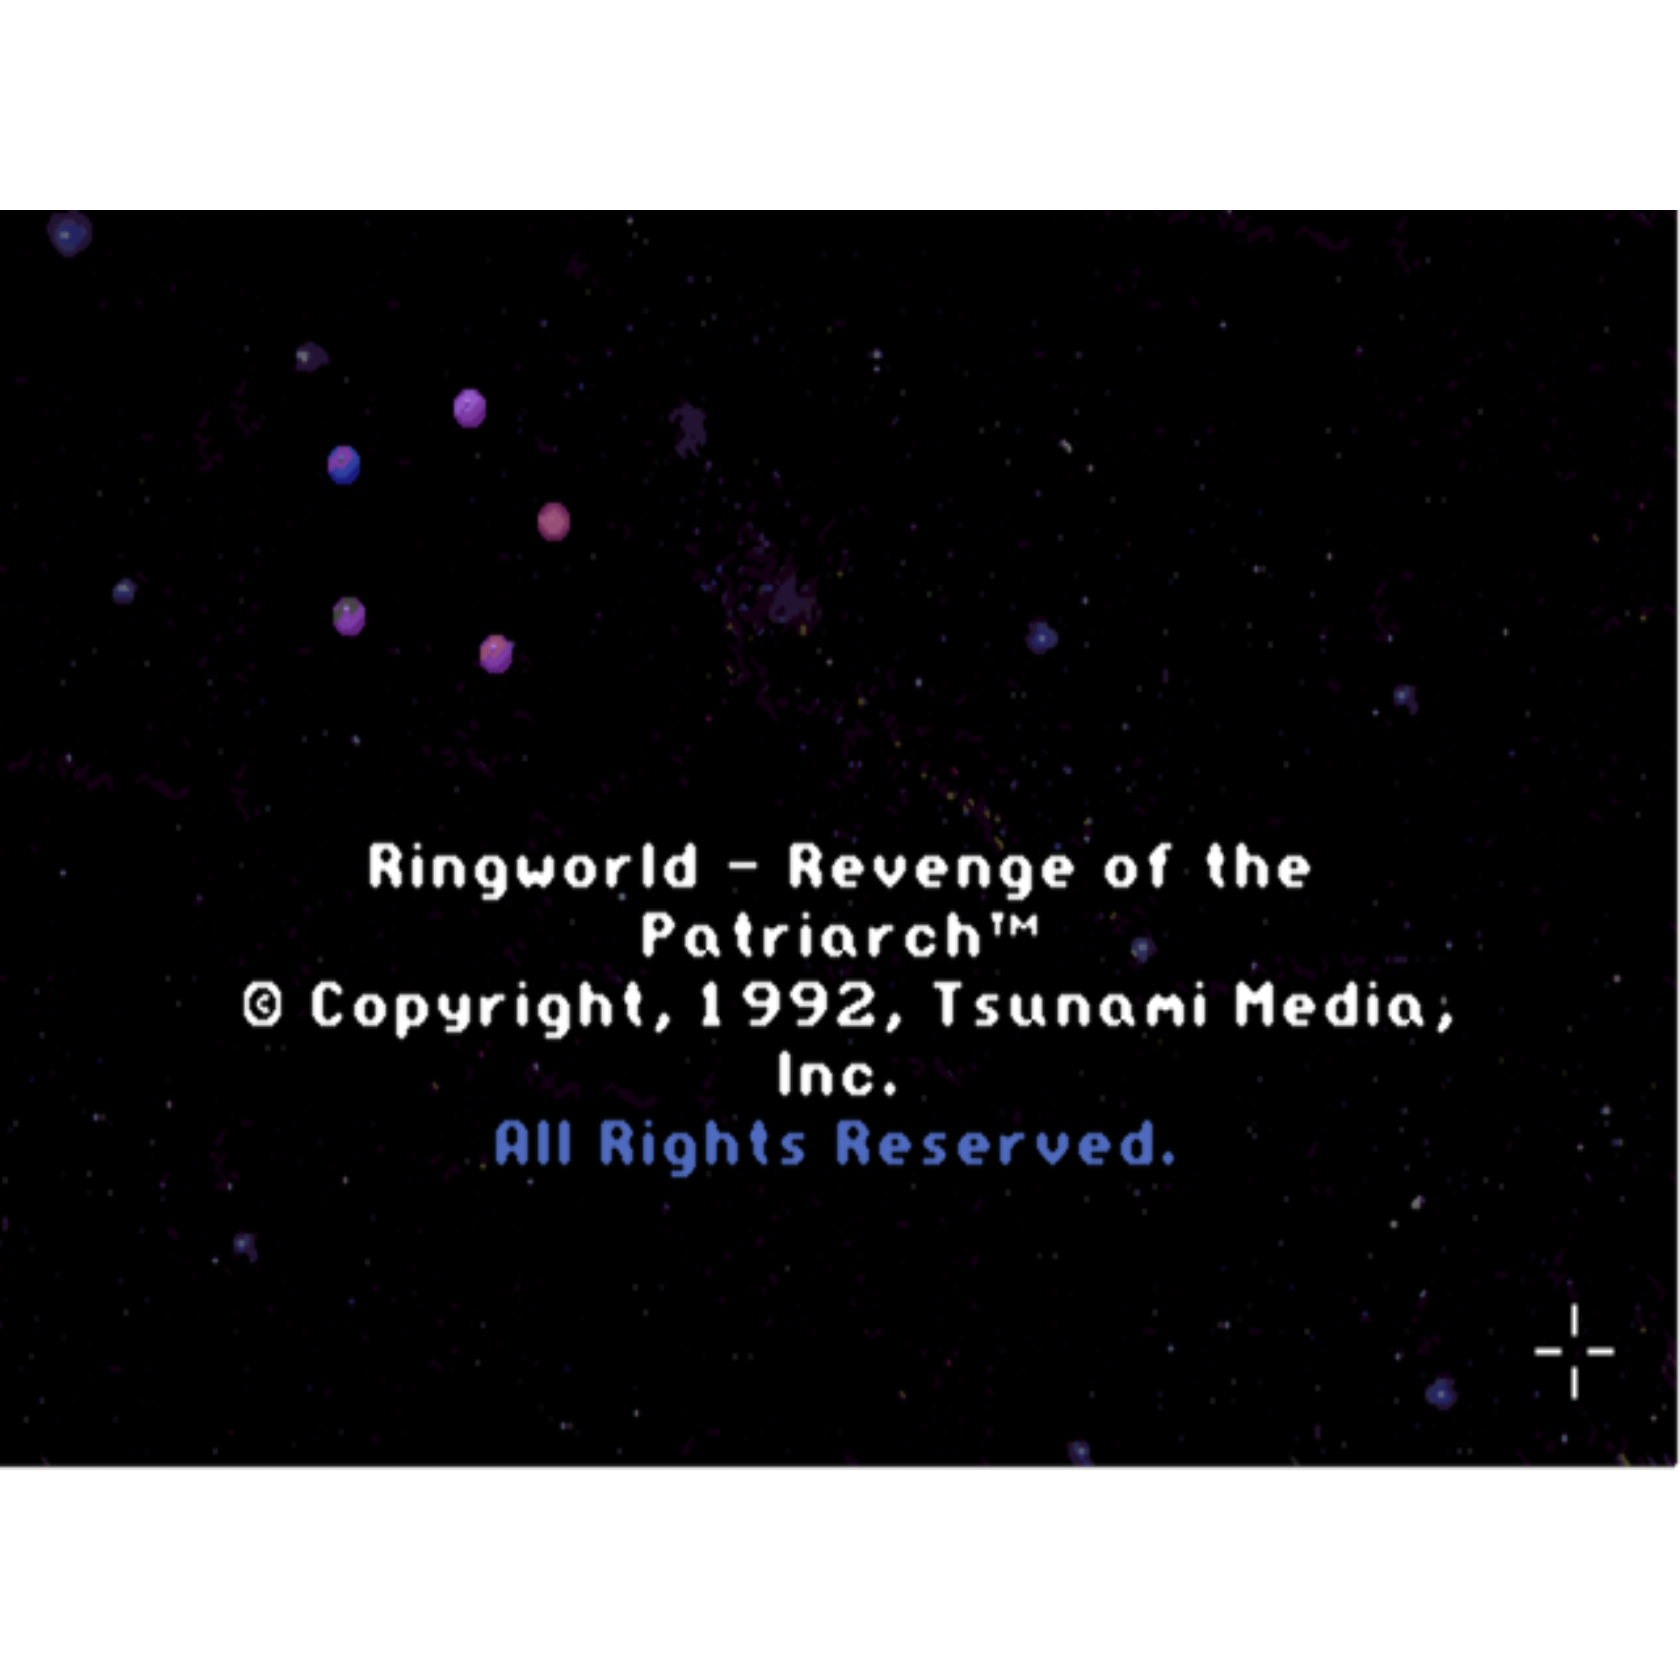 Ringworld - Revenge of the
Patriarch™
© Copyright, 1992, Tsunami Media,
Inc.
All Rights Reserved.